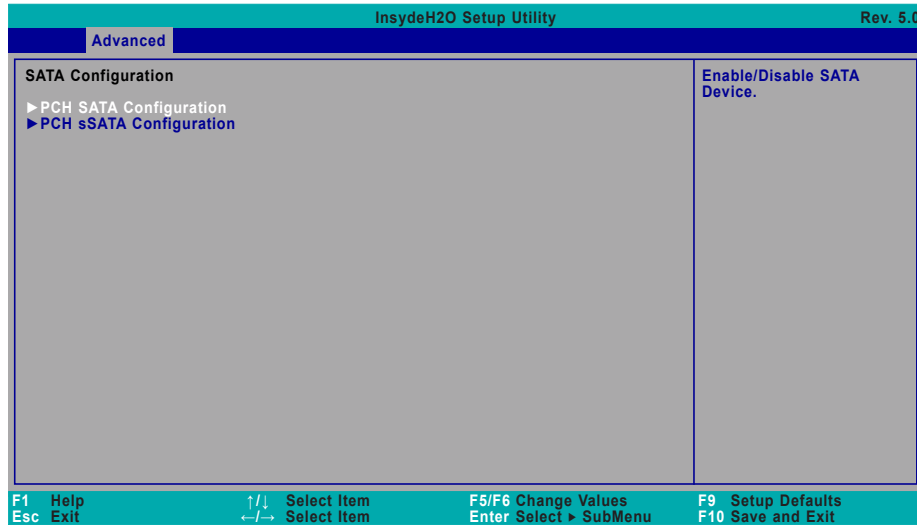 InsydeH2O Setup Utility Rev. 5.0
Advanced
SATA Configuration
►PCH SATA Configuration
►PCH sSATA Configuration
Enable/Disable SATA
Device.
F1 Help ↑/↓ Select Item F5/F6 Change Values F9 Setup Defaults
Esc Exit ←/→ Select Item Enter Select ► SubMenu F10 Save and Exit